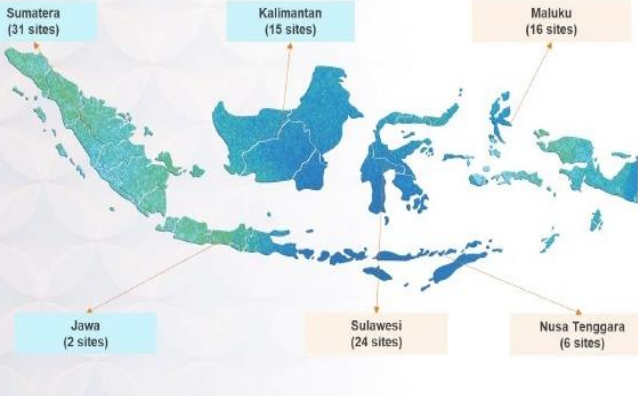 Sumatera
(31 sites)
Kalimantan
(15 sites)
Maluku
(16 sites)
Jawa
(2 sites)
Sulawesi
(24 sites)
Nusa Tenggara
(6 sites)